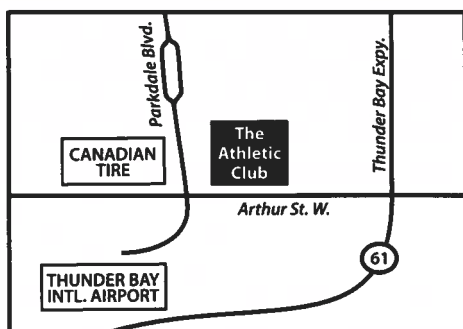 Parkdale Blvd.
Thunder Bay Expy.
CANADIAN
TIRE
The
Athletic
Club
Arthur St. W.
61
THUNDER BAY
INTL. AIRPORT